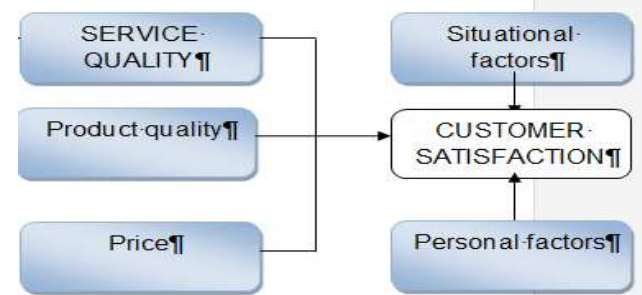 SERVICE·
QUALITY¶
Situational·
factors¶
Product·quality¶
CUSTOMER·
SATISFACTION¶
Price¶
Personal·factors¶